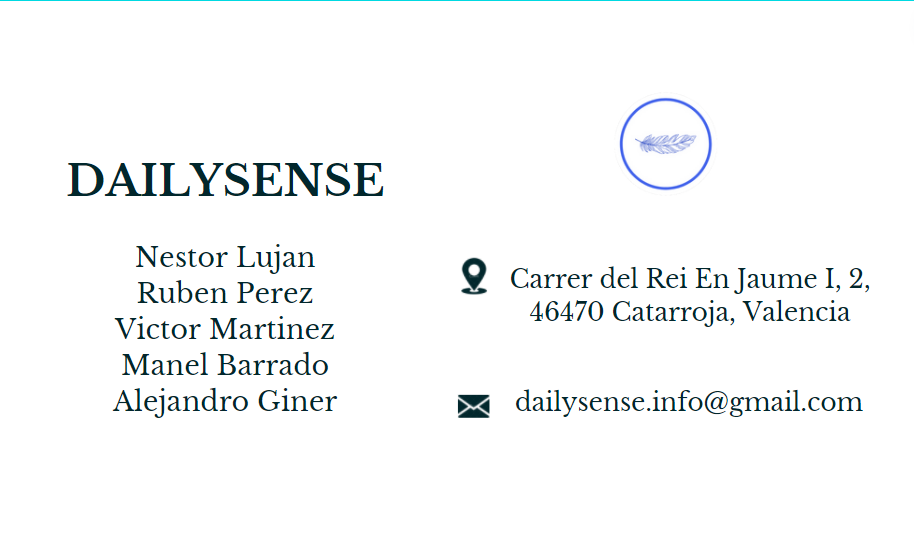 DAILYSENSE
Nestor Lujan
Ruben Perez
Victor Martinez
Manel Barrado
Alejandro Giner
Carrer del Rei En Jaume I, 2,
46470 Catarroja, Valencia
dailysense.info@gmail.com